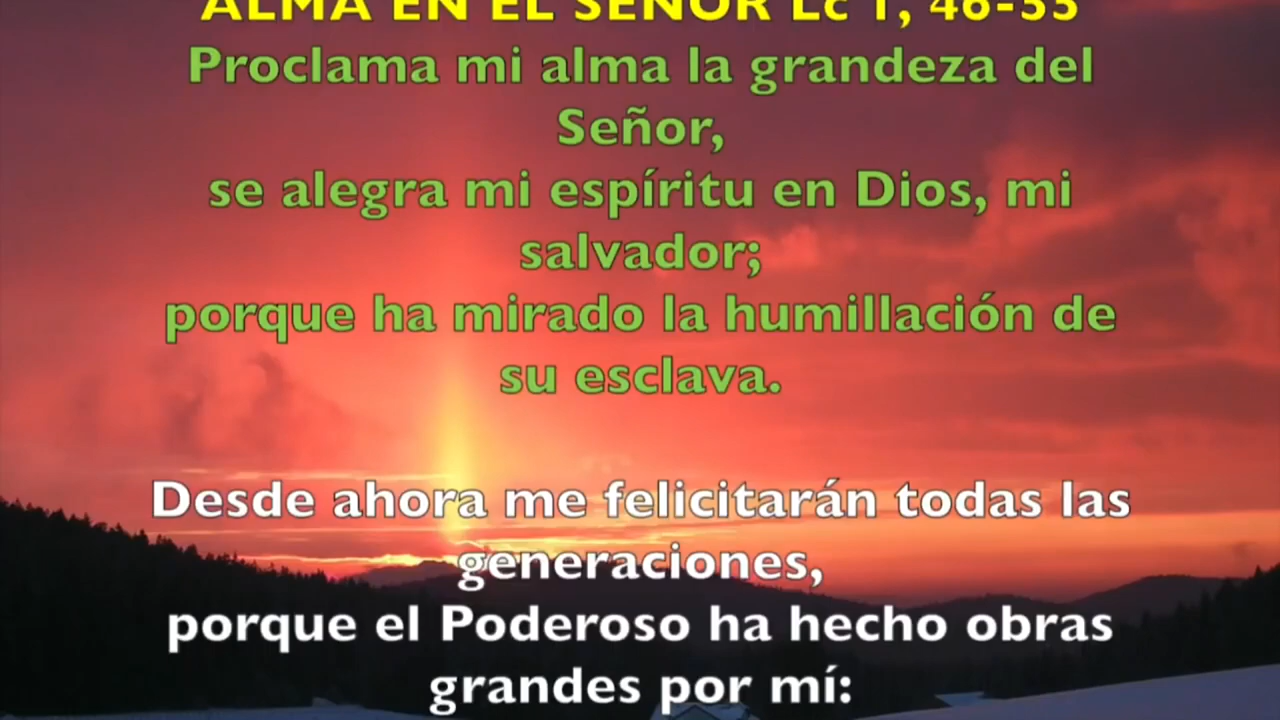 ALMA EN EL SEÑOR Lc 1, 46-55
Proclama mi alma la grandeza del
Señor,
se alegra mi espíritu en Dios, mi
salvador;
porque ha mirado la humillación de
su esclava.
Desde ahora me felicitarán todas las
generaciones,
porque el Poderoso ha hecho obras
grandes por mí: